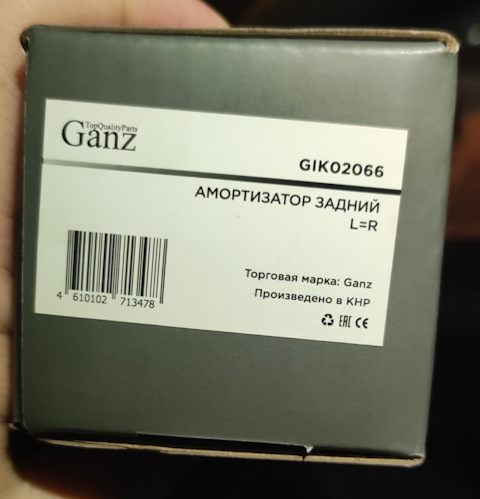 TopQualityParts
Ganz
GIK02066
АМОРТИЗАТОР ЗАДНИЙ
L=R
Торговая марка: Ganz
Произведено в КНР
4 610102 713478
EAC CE